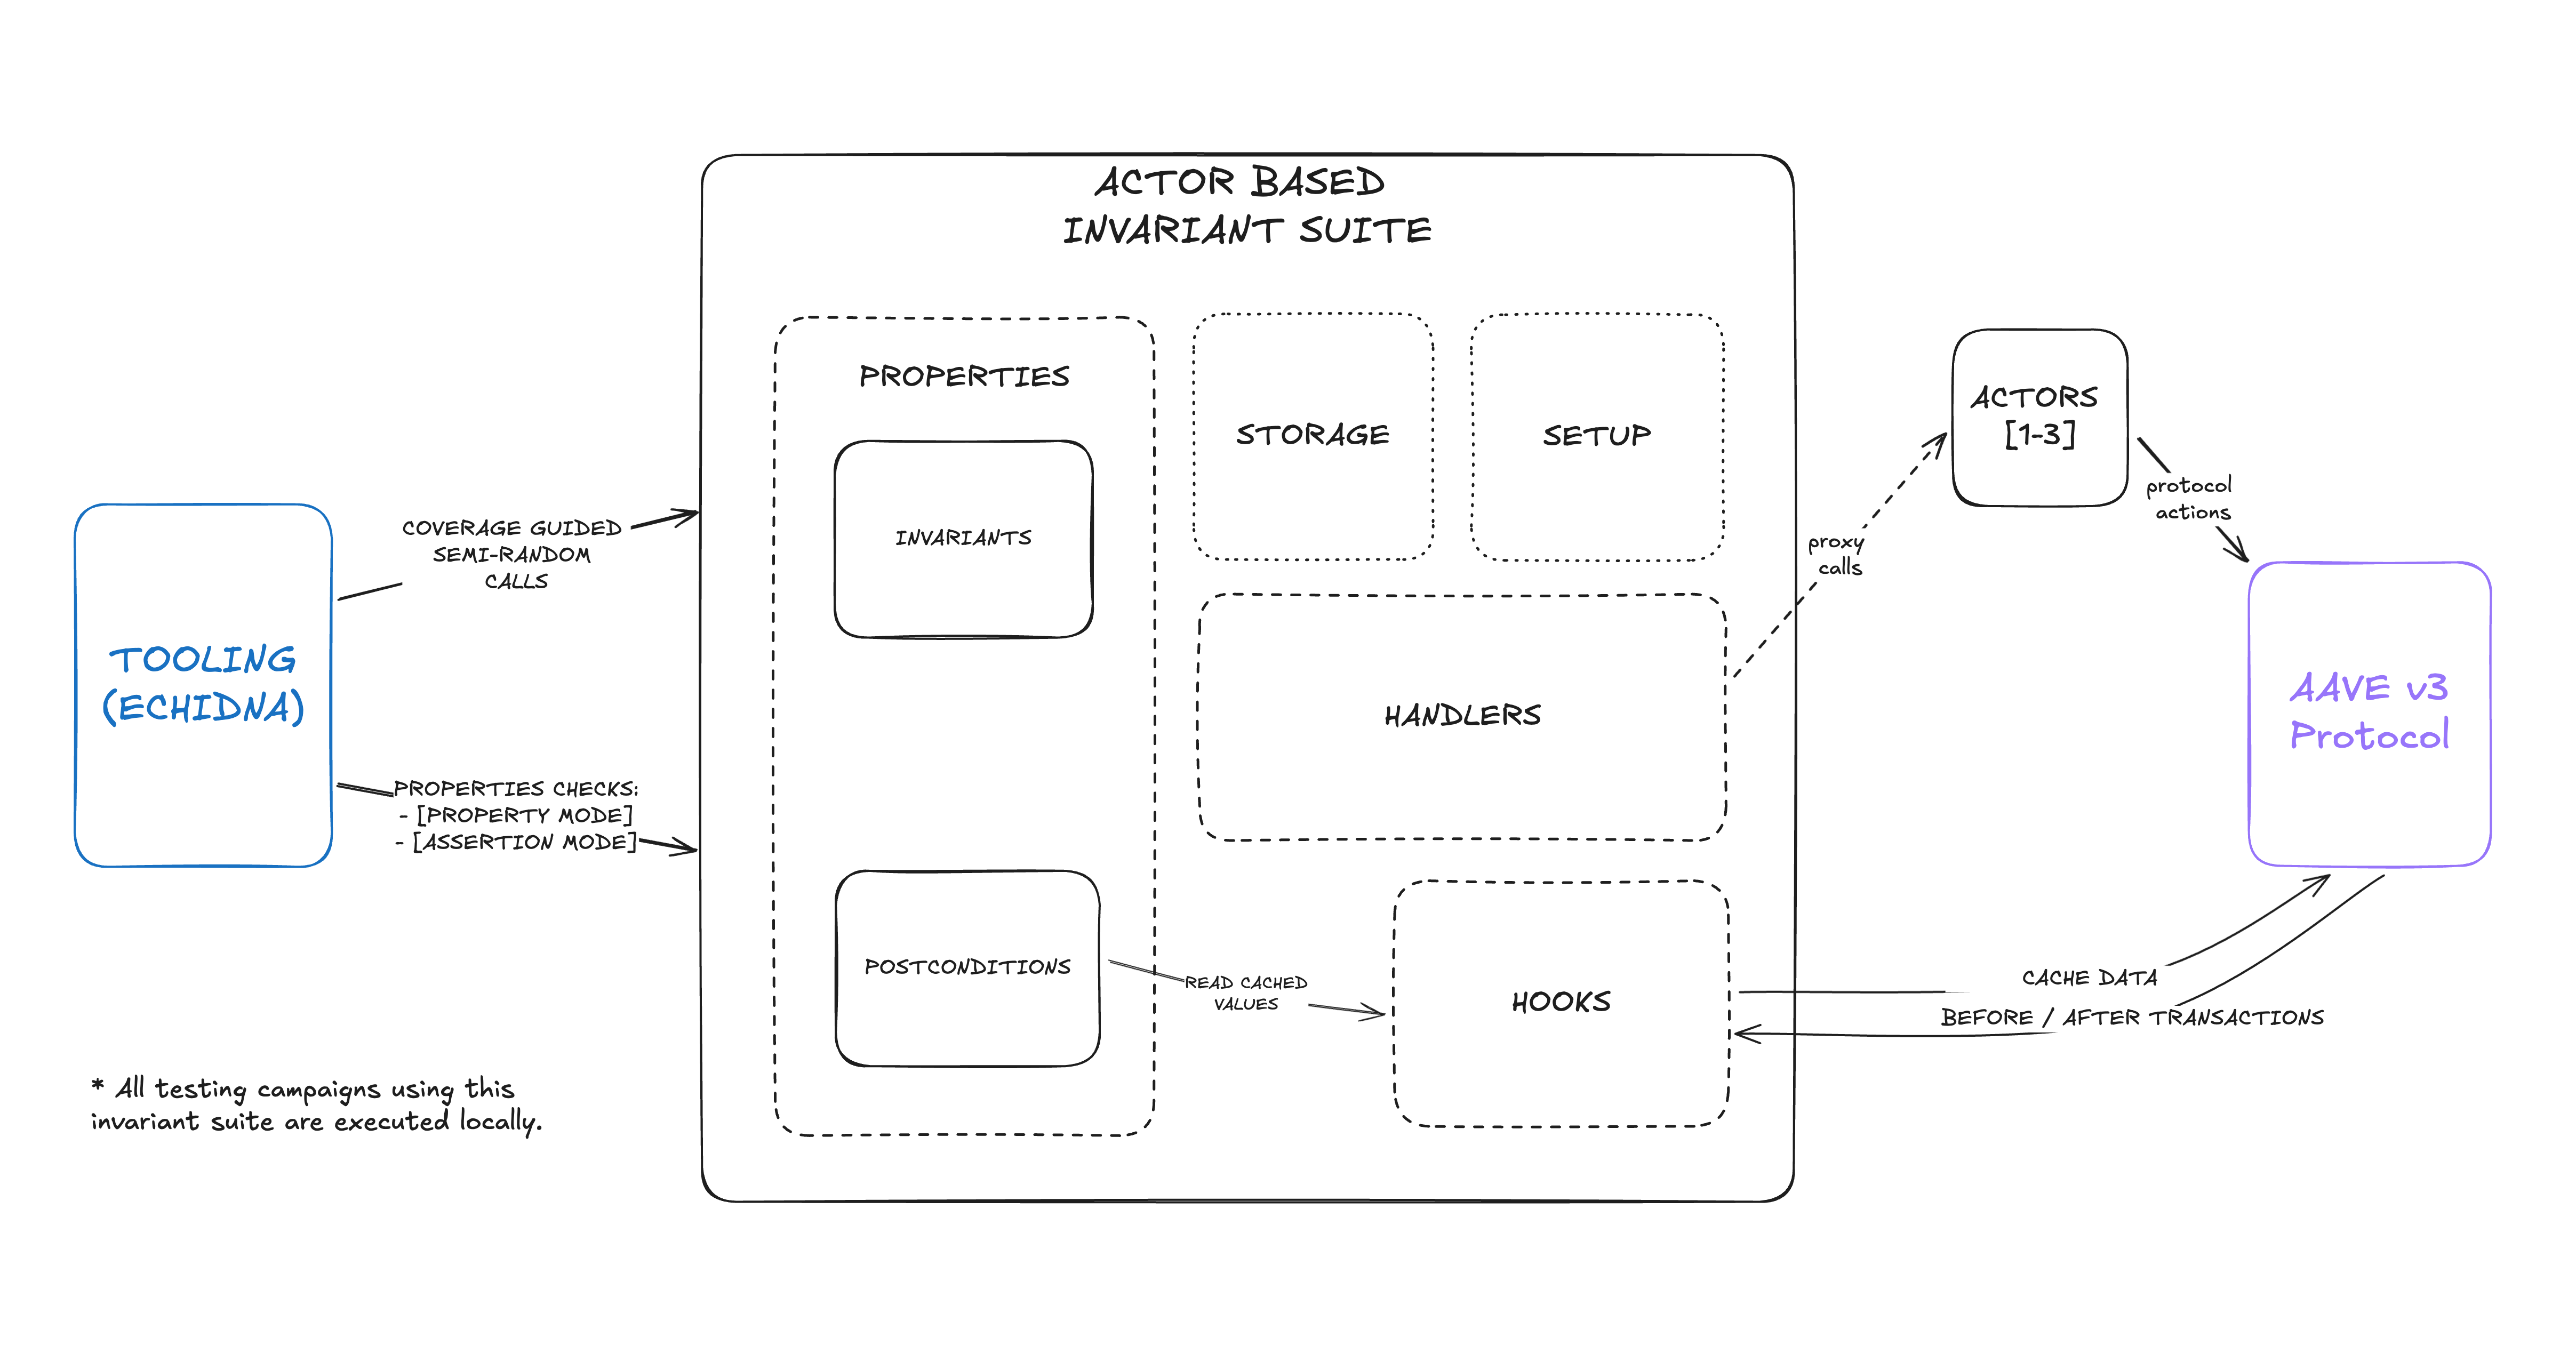 ACTOR BASED
INVARIANT SUITE
PROPERTIES
INVARIANTS
POSTCONDITIONS
STORAGE
SETUP
HANDLERS
HOOKS
READ CACHED
VALUES
TOOLING
(ECHIDNA)
COVERAGE GUIDED
SEMI-RANDOM
CALLS
PROPERTIES CHECKS:
- [PROPERTY MODE]
- [ASSERTION MODE]
proxy
calls
ACTORS
[1-3]
protocol
actions
AAVE v3
Protocol
CACHE DATA
BEFORE / AFTER TRANSACTIONS
* All testing campaigns using this
invariant suite are executed locally.